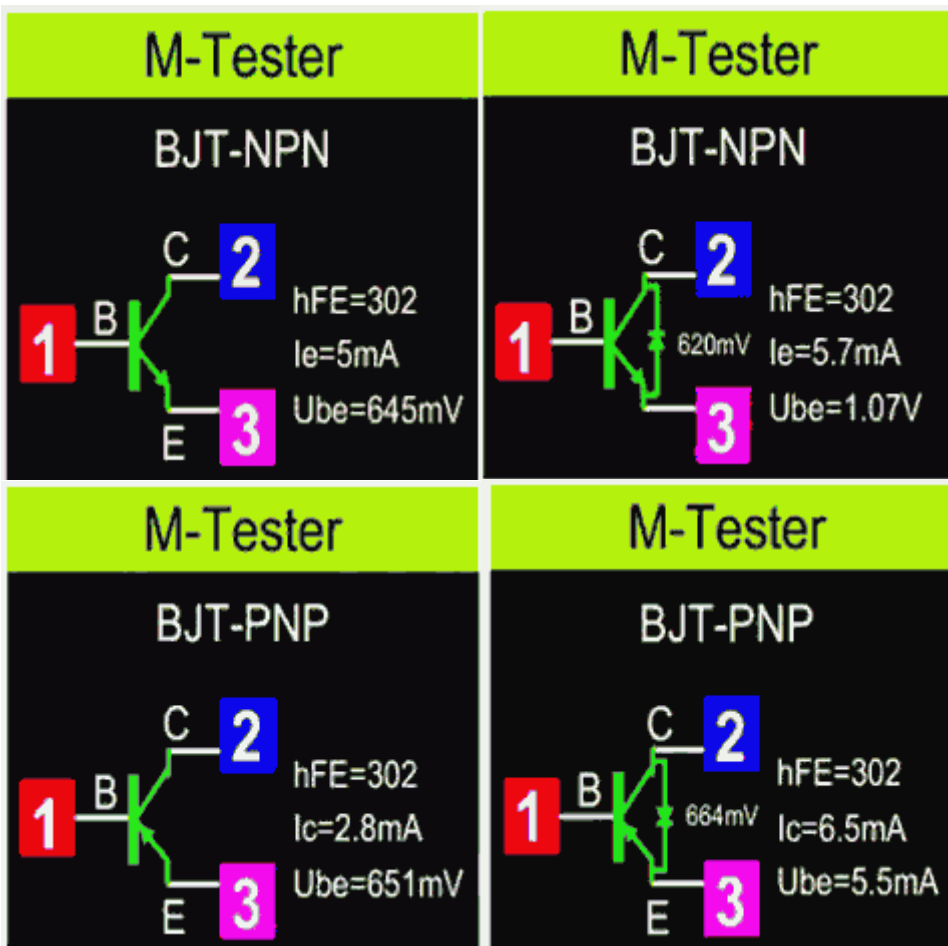 M-Tester
BJT-NPN
C
2
hFE=302
1
B
Ie=5mA
Ube=645mV
3
E
M-Tester
BJT-NPN
C
2
hFE=302
1
B
620mV
Ie=5.7mA
Ube=1.07V
3
M-Tester
BJT-PNP
C
2
hFE=302
1
B
Ic=2.8mA
Ube=651mV
3
E
M-Tester
BJT-PNP
C
2
hFE=302
1
B
664mV
Ic=6.5mA
Ube=5.5mA
3
E